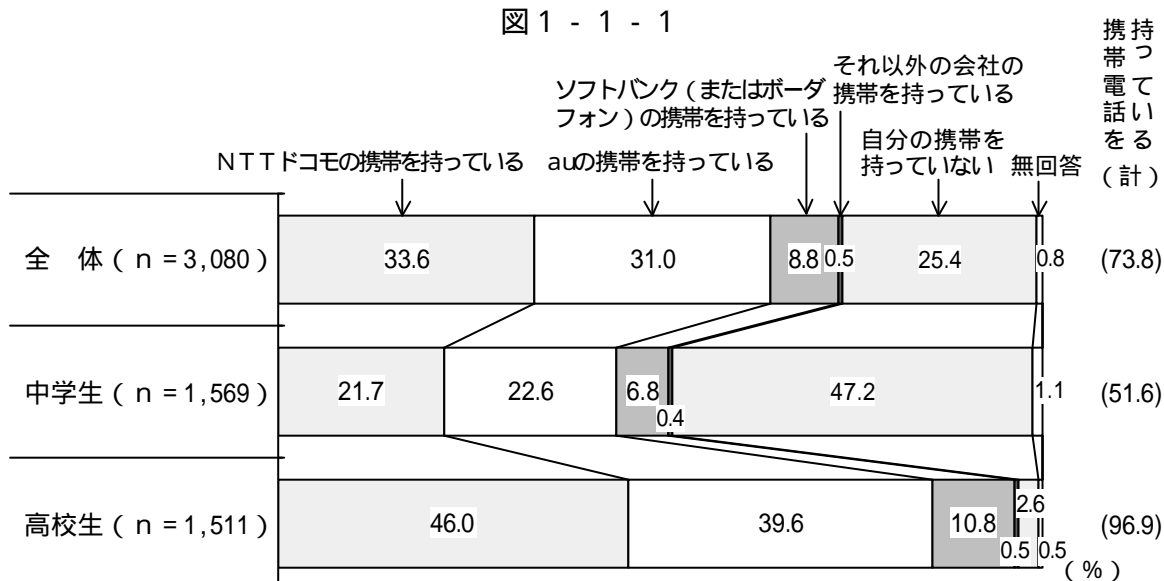 図１-１-１
ソフトバンク（またはボーダ
フォン）の携帯を持っている
それ以外の会社の
携帯を持っている
ＮＴＴドコモの携帯を持っている
auの携帯を持っている
自分の携帯を
持っていない
無回答
携帯電話を
持っている
（計）
全　体（ｎ＝3,080）
33.6
31.0
8.8
0.5
25.4
0.8
(73.8)
中学生（ｎ＝1,569）
21.7
22.6
6.8
0.4
47.2
1.1
(51.6)
高校生（ｎ＝1,511）
46.0
39.6
10.8
0.5
2.6
0.5
(96.9)
（％）